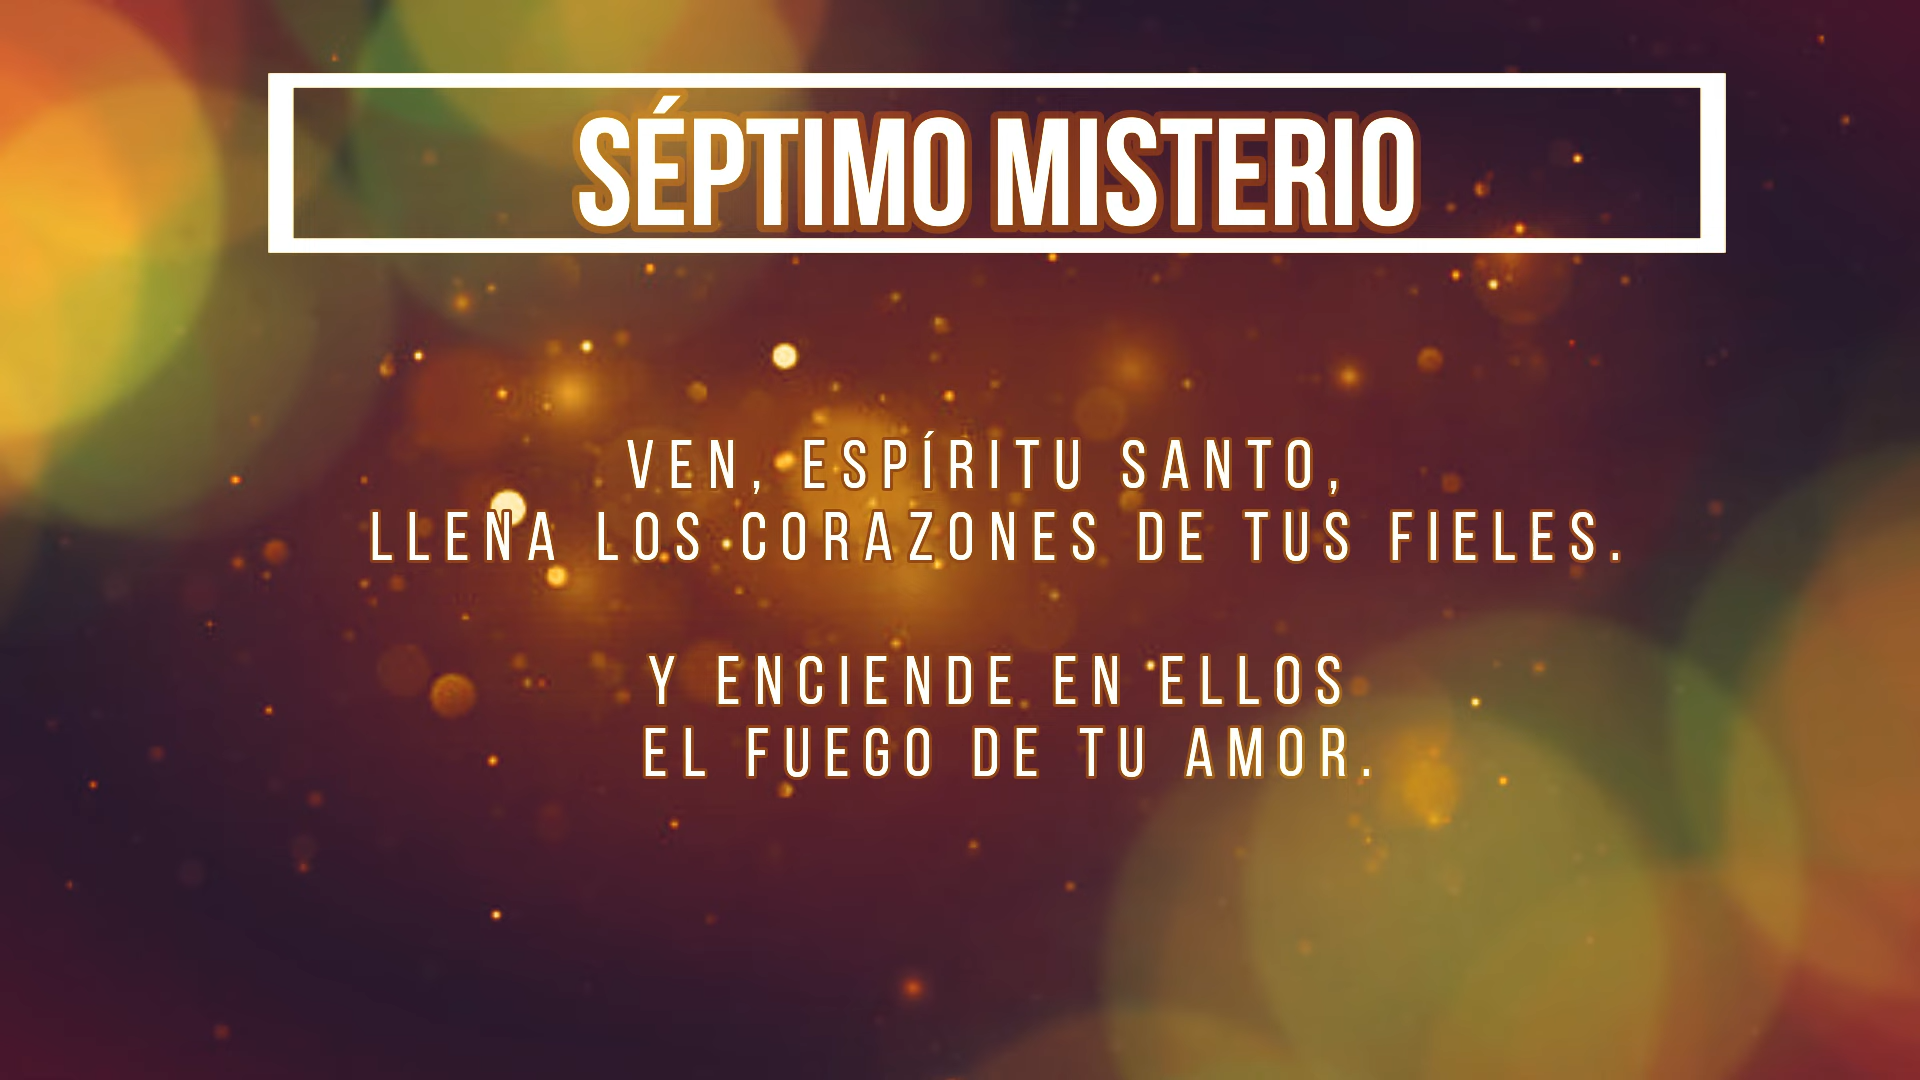 SÉPTIMO MISTERIO
VEN, ESPÍRITU SANTO,
LLENA LOS CORAZONES DE TUS FIELES.
Y ENCIENDE EN ELLOS
EL FUEGO DE TU AMOR.